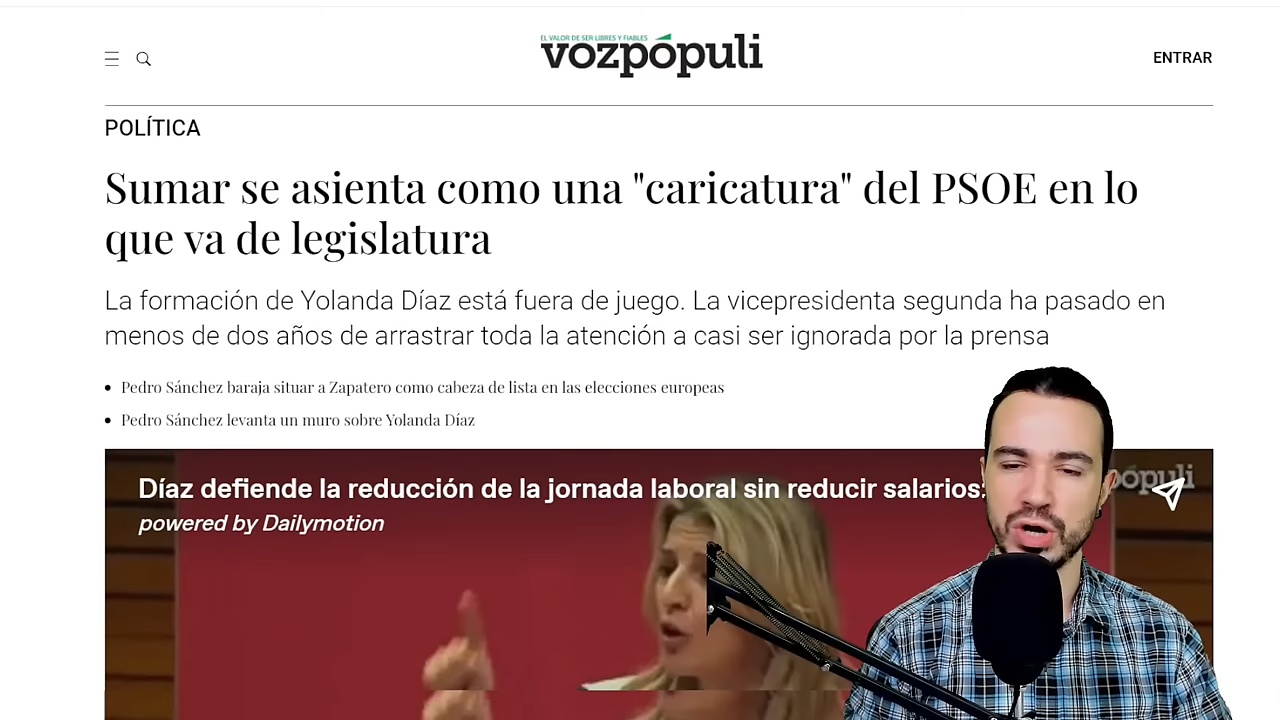 EL VALOR DE SER LIBRES Y FIABLES
vozpópuli
ENTRAR
POLÍTICA
Sumar se asienta como una "caricatura" del PSOE en lo
que va de legislatura
La formación de Yolanda Díaz está fuera de juego. La vicepresidenta segunda ha pasado en
menos de dos años de arrastrar toda la atención a casi ser ignorada por la prensa
Pedro Sánchez baraja situar a Zapatero como cabeza de lista en las elecciones europeas
Pedro Sánchez levanta un muro sobre Yolanda Díaz
Díaz defiende la reducción de la jornada laboral sin reducir salarios:
pópuli
powered by Dailymotion